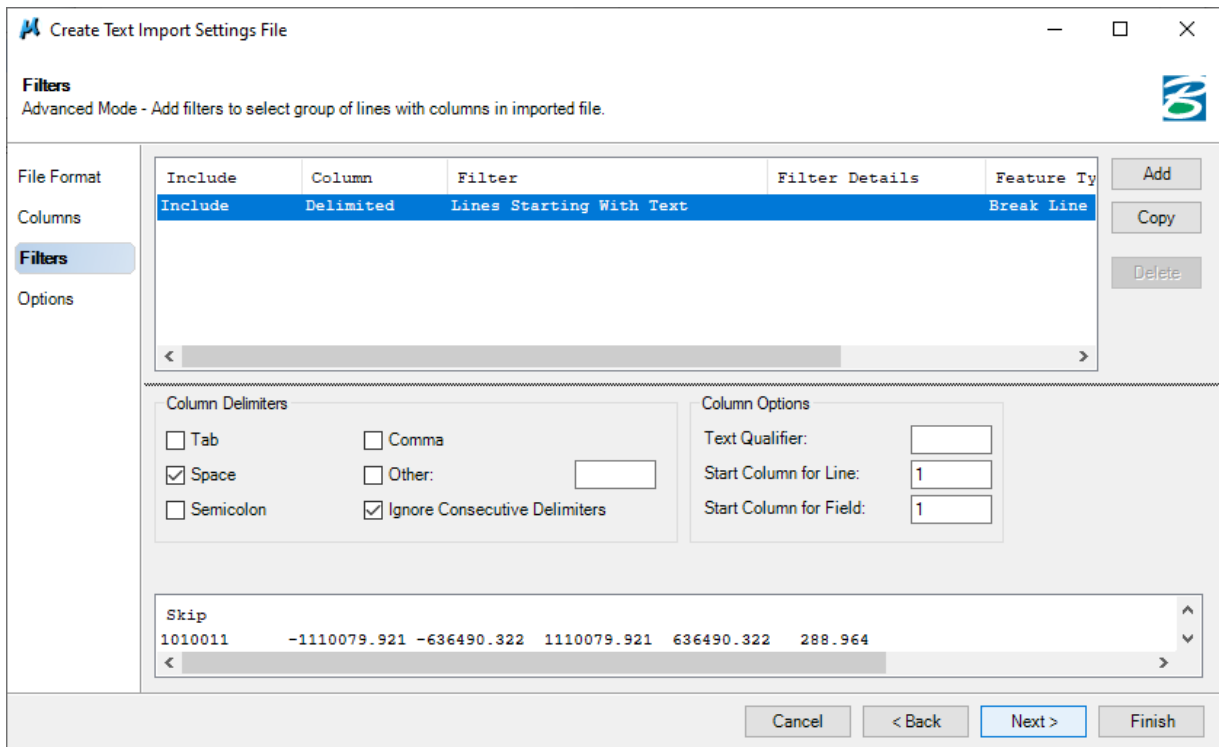 Create Text Import Settings File
Filters
Advanced Mode - Add filters to select group of lines with columns in imported file.
File Format
Columns
Filters
Options
Include Column Filter Filter Details Feature Ty
Include Delimited Lines Starting With Text Break Line
Add
Copy
Delete
Column Delimiters
Tab Comma
Space Other:
Semicolon Ignore Consecutive Delimiters
Column Options
Text Qualifier:
Start Column for Line: 1
Start Column for Field: 1
Skip
1010011 -1110079.921 -636490.322 1110079.921 636490.322 288.964
Cancel < Back Next > Finish